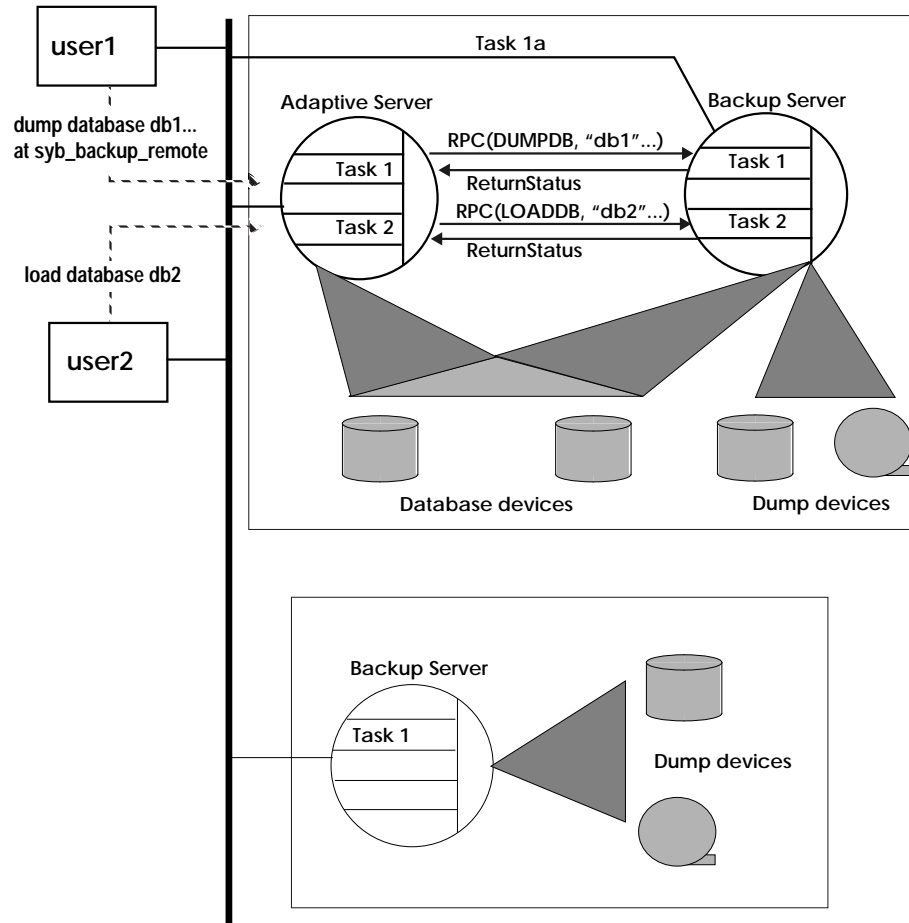 user1
Task 1a
Adaptive Server
Backup Server
dump database db1...
at syb_backup_remote
RPC(DUMPDB, “db1”...)
Task 1
Task 1
ReturnStatus
RPC(LOADDB, “db2”...)
Task 2
Task 2
ReturnStatus
load database db2
user2
Database devices
Dump devices
Backup Server
Task 1
Dump devices